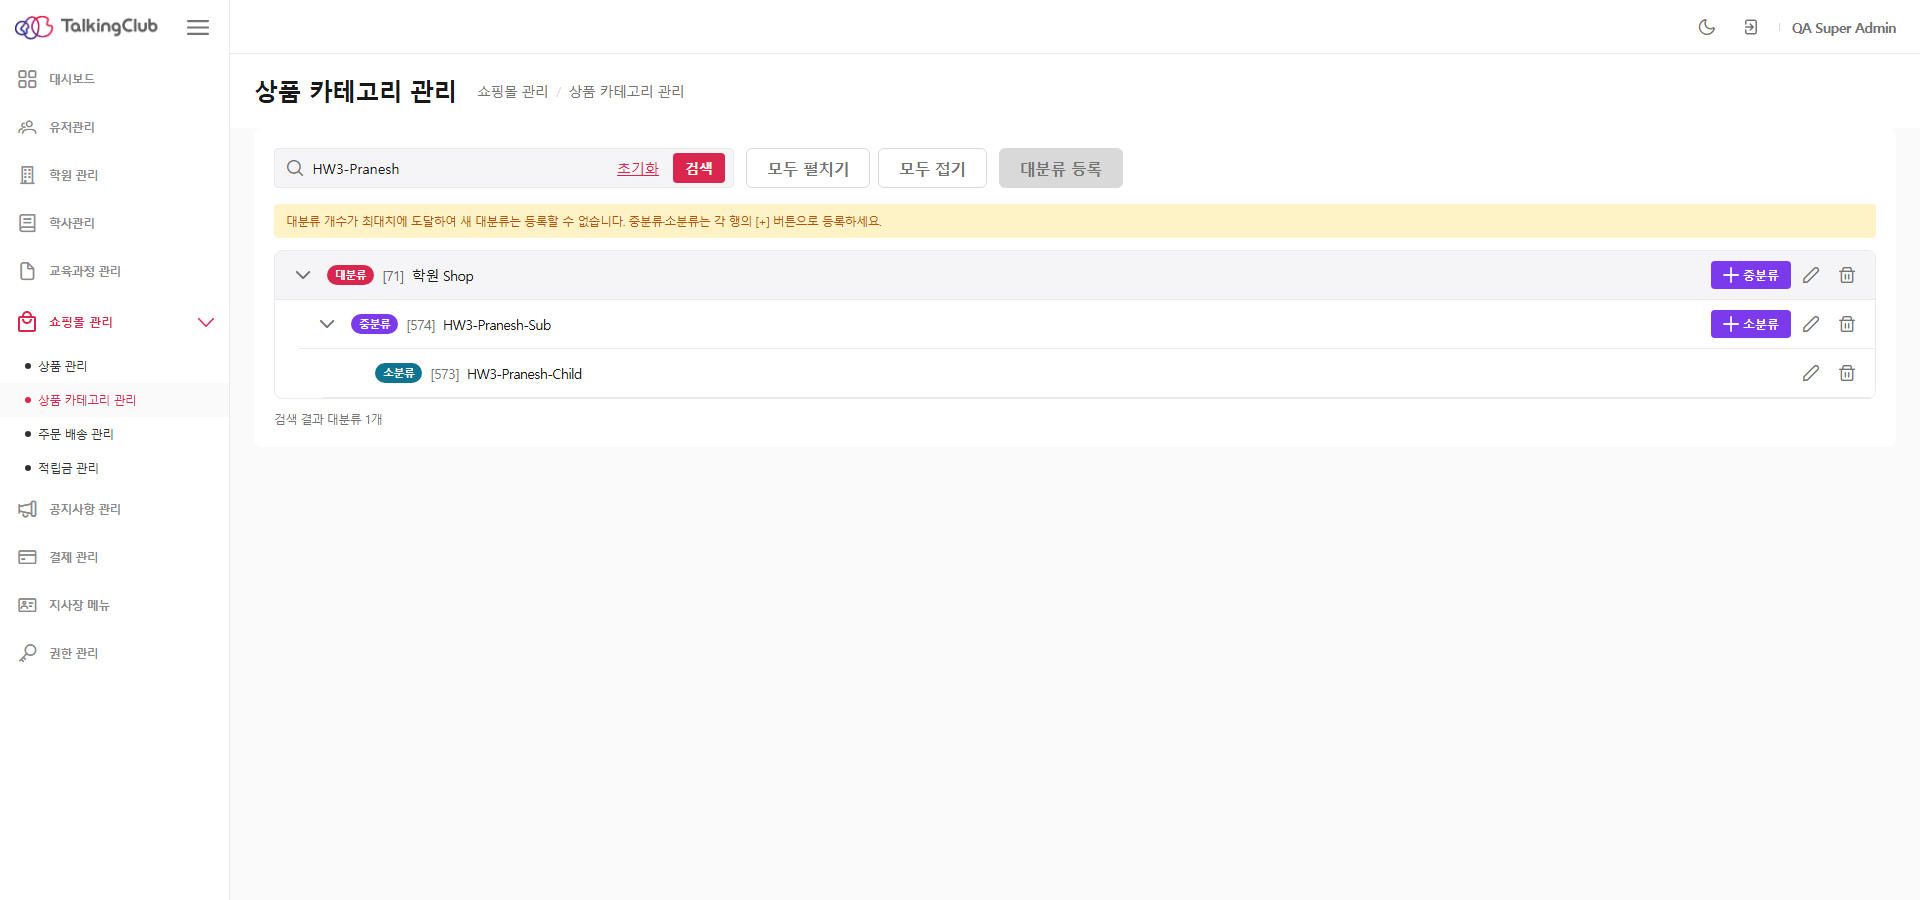 TalkingClub
QA Super Admin
대시보드
유저관리
학원 관리
학사관리
교육과정 관리
쇼핑몰 관리
상품 관리
상품 카테고리 관리
주문 배송 관리
적립금 관리
공지사항 관리
결제 관리
지사장 메뉴
권한 관리
상품 카테고리 관리 쇼핑몰 관리 / 상품 카테고리 관리
HW3-Pranesh 초기화 검색 모두 펼치기 모두 접기 대분류 등록
대분류 개수가 최대치에 도달하여 새 대분류는 등록할 수 없습니다. 중분류·소분류는 각 행의 [+] 버튼으로 등록하세요.
대분류 [71] 학원 Shop 중분류
중분류 [574] HW3-Pranesh-Sub 소분류
소분류 [573] HW3-Pranesh-Child
검색 결과 대분류 1개